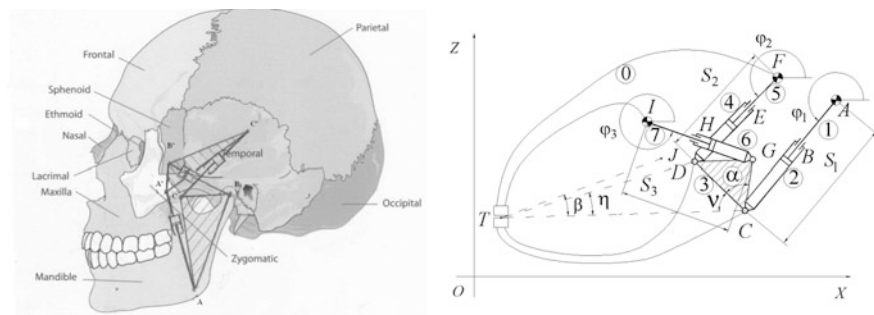 Parietal
Frontal
Sphenoid
Ethmoid
Nasal
Lacrimal
Maxilla
Temporal
Occipital
Zygomatic
Mandible
A
B'
C'
A'
Z
φ2
F
0
S2
5
4
E
φ1
A
1
I
φ3
7
H
6
G
B
S1
J
D
α
3
2
S3
ν
T
β
η
C
O
X